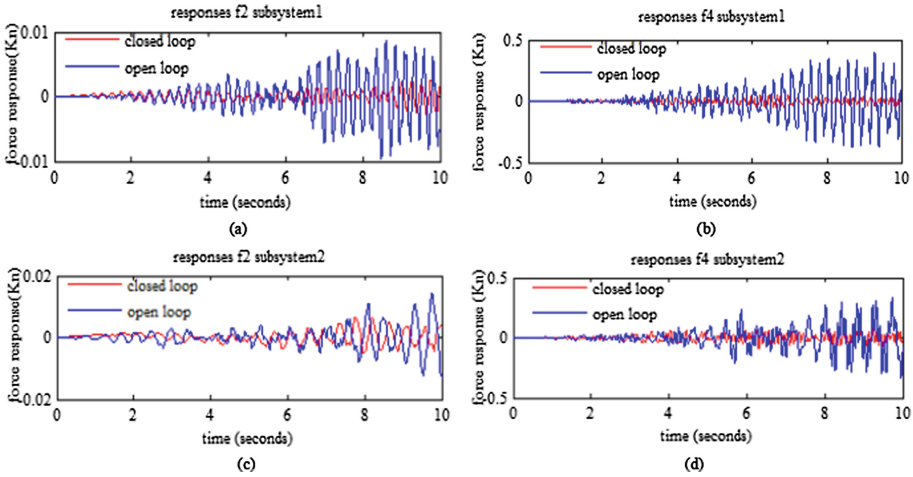 responses f2 subsystem1
force response(Kn)
0.01
0
-0.01
closed loop
open loop
0 2 4 6 8 10
time (seconds)
(a)
responses f4 subsystem1
force response (Kn)
0.5
0
-0.5
closed loop
open loop
0 2 4 6 8 10
time (seconds)
(b)
responses f2 subsystem2
force response(Kn)
0.02
0
-0.02
closed loop
open loop
0 2 4 6 8 10
time (seconds)
(c)
responses f4 subsystem2
force response (Kn)
0.5
0
-0.5
closed loop
open loop
0 2 4 6 8 10
time (seconds)
(d)